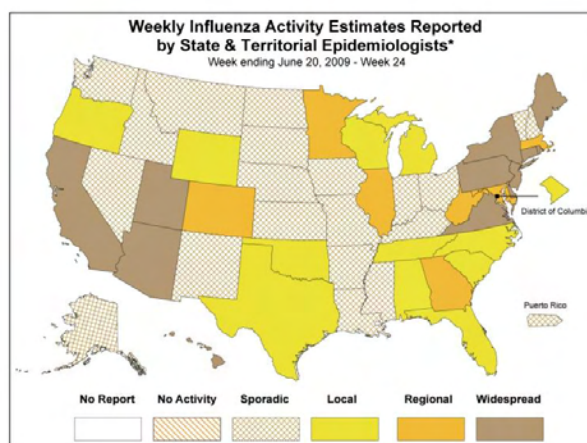 Weekly Influenza Activity Estimates Reported
by State & Territorial Epidemiologists*
Week ending June 20, 2009 - Week 24
District of Columbia
Puerto Rico
No Report No Activity Sporadic Local Regional Widespread